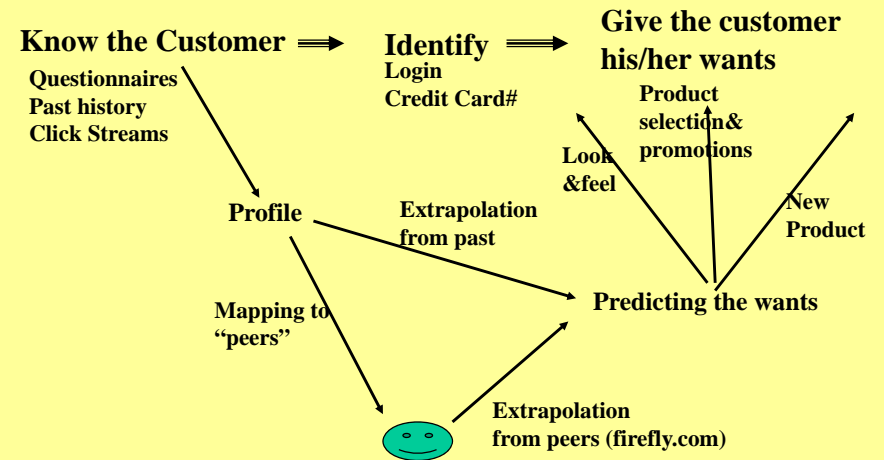 Know the Customer
Questionnaires
Past history
Click Streams
Identify
Login
Credit Card#
Give the customer
his/her wants
Product
selection&
promotions
Look
&feel
New
Product
Profile
Extrapolation
from past
Predicting the wants
Mapping to
“peers”
Extrapolation
from peers (firefly.com)